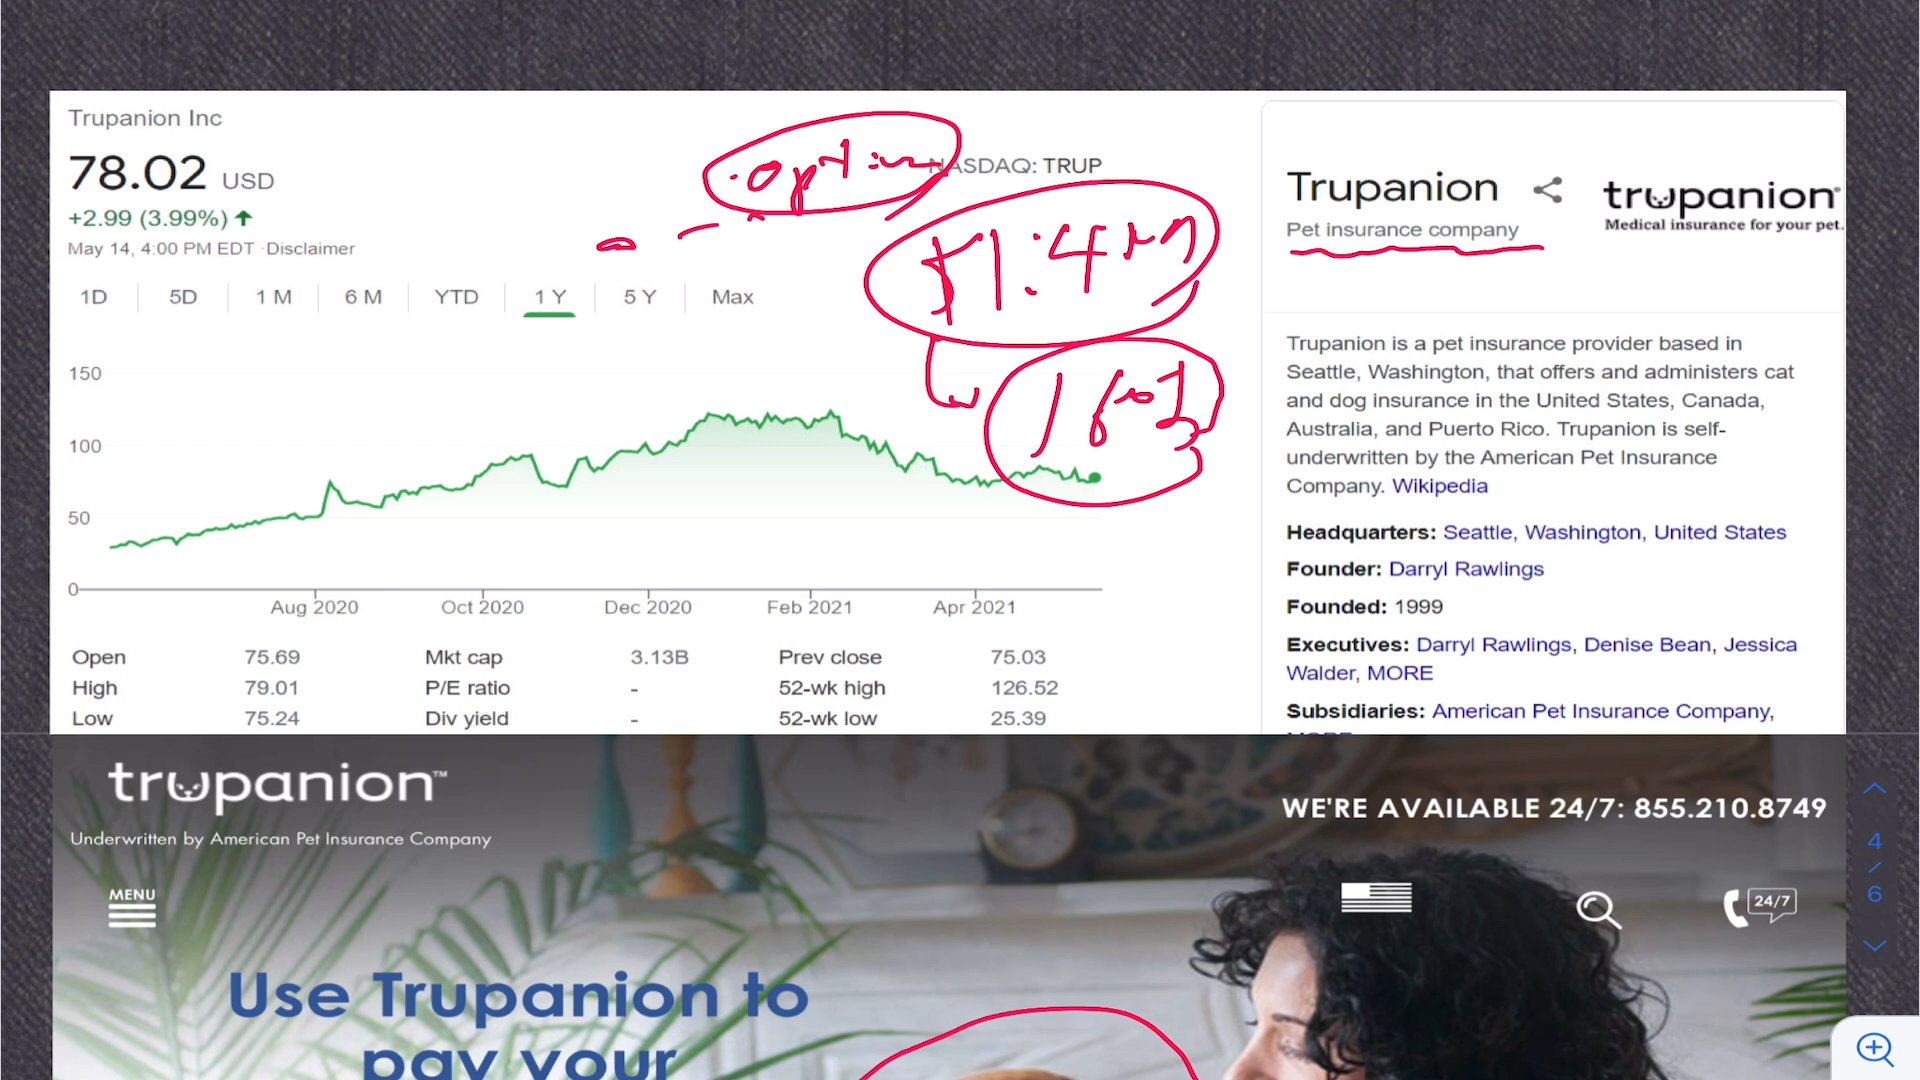 Trupanion Inc
78.02 USD
+2.99 (3.99%)
May 14, 4:00 PM EDT · Disclaimer
NASDAQ: TRUP
option
$1.4
1D 5D 1 M 6 M YTD 1 Y 5 Y Max
150
100
50
0
Aug 2020 Oct 2020 Dec 2020 Feb 2021 Apr 2021
Open 75.69 Mkt cap 3.13B Prev close 75.03
High 79.01 P/E ratio - 52-wk high 126.52
Low 75.24 Div yield - 52-wk low 25.39
Trupanion
Pet insurance company
trupanion
Medical insurance for your pet.
Trupanion is a pet insurance provider based in
Seattle, Washington, that offers and administers cat
and dog insurance in the United States, Canada,
Australia, and Puerto Rico. Trupanion is self-
underwritten by the American Pet Insurance
Company. Wikipedia
Headquarters: Seattle, Washington, United States
Founder: Darryl Rawlings
Founded: 1999
Executives: Darryl Rawlings, Denise Bean, Jessica
Walder, MORE
Subsidiaries: American Pet Insurance Company,
MORE
trupanion™
Underwritten by American Pet Insurance Company
WE'RE AVAILABLE 24/7: 855.210.8749
MENU
24/7
Use Trupanion to
pay your
4
/
6